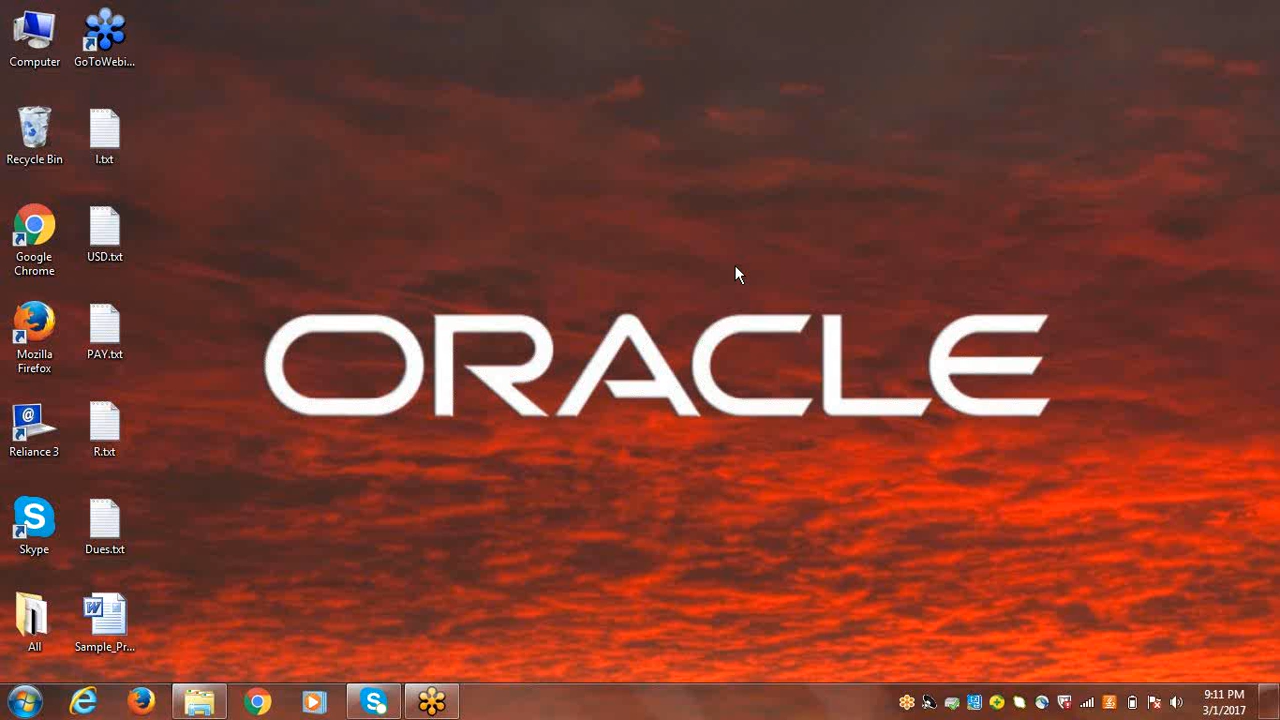 Computer
GoToWebi...
Recycle Bin
I.txt
Google
Chrome
USD.txt
Mozilla
Firefox
PAY.txt
Reliance 3
R.txt
Skype
Dues.txt
All
Sample_Pr...
ORACLE
9:11 PM
3/1/2017